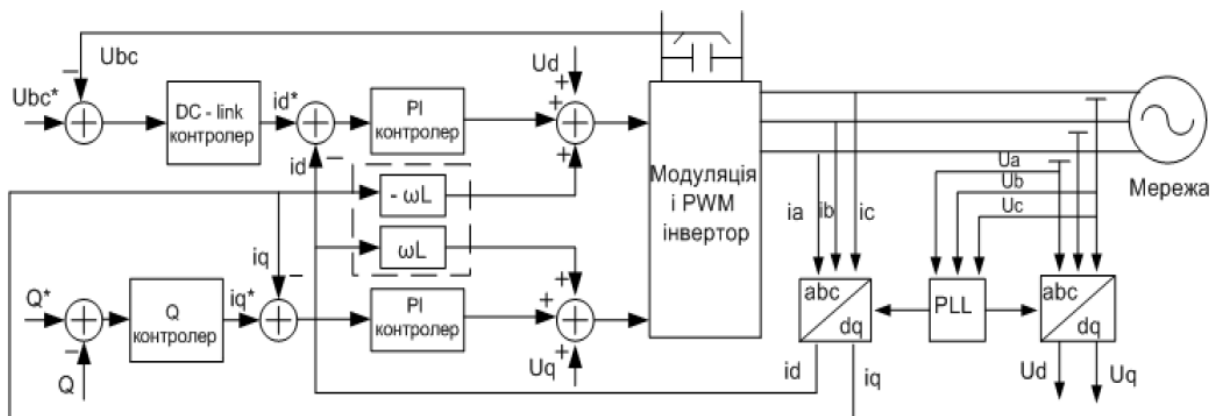 Ubc
Ud
Ubc*
DC - link
контролер
id*
PI
контролер
id
- ωL
ωL
iq
Q*
Q
контролер
iq*
PI
контролер
Q
Uq
Модуляція
і PWM
інвертор
ia
ib
ic
Ua
Ub
Uc
Мережа
abc
dq
PLL
abc
dq
id
iq
Ud
Uq